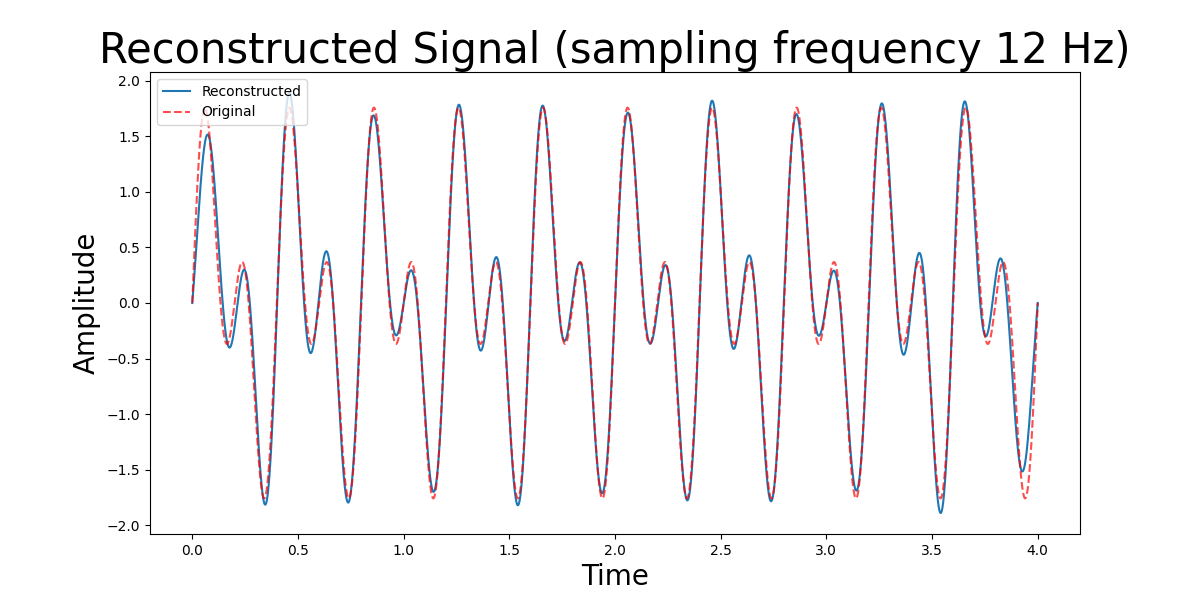 Reconstructed Signal (sampling frequency 12 Hz)
Reconstructed
Original
Amplitude
2.0
1.5
1.0
0.5
0.0
−0.5
−1.0
−1.5
−2.0
0.0 0.5 1.0 1.5 2.0 2.5 3.0 3.5 4.0
Time